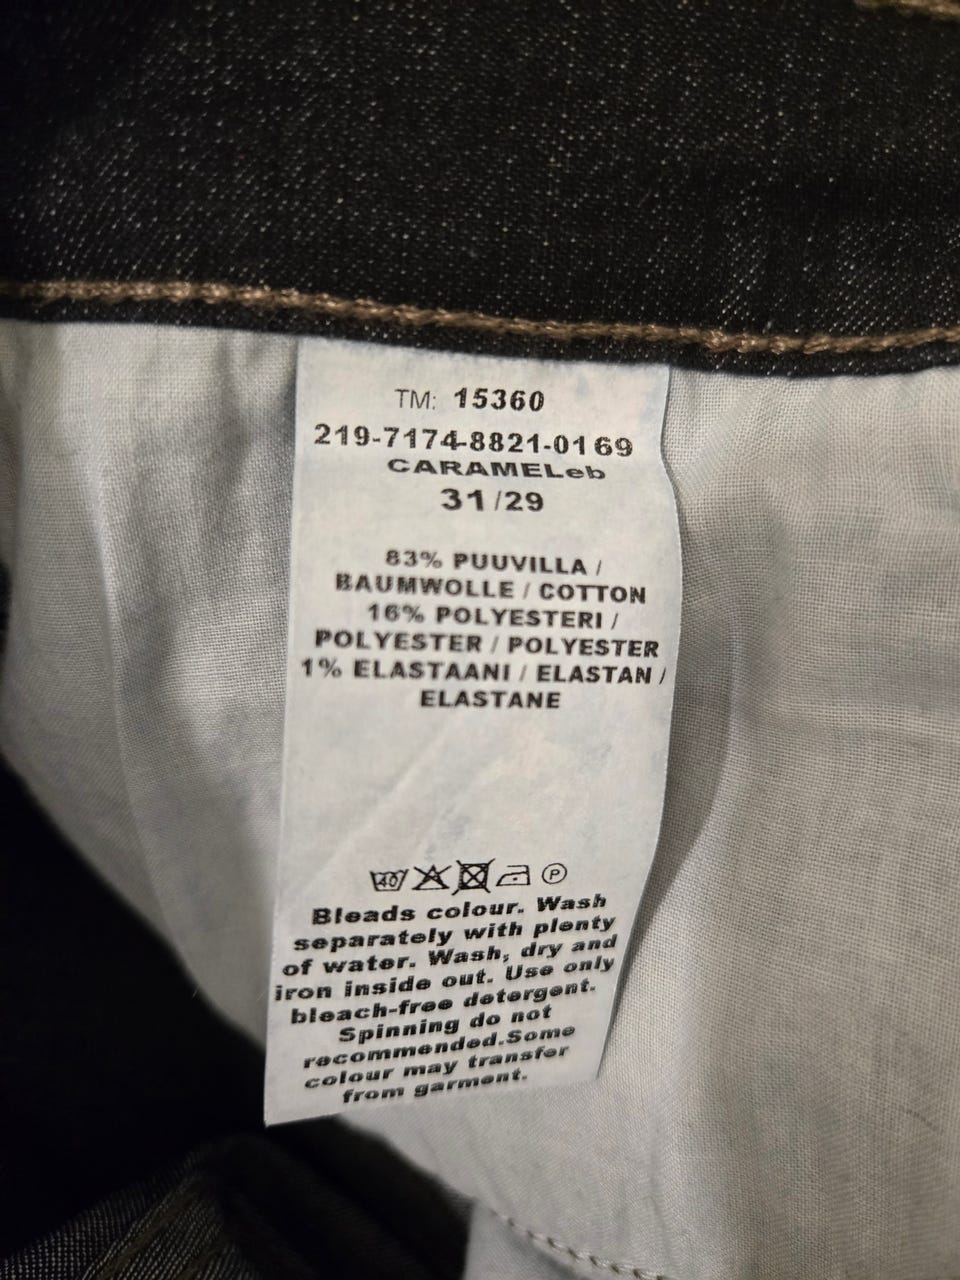 TM: 15360
219-7174-8821-0169
CARAMELeb
31/29
83% PUUVILLA /
BAUMWOLLE / COTTON
16% POLYESTERI /
POLYESTER / POLYESTER
1% ELASTAANI / ELASTAN /
ELASTANE
40 P
Bleads colour. Wash
separately with plenty
of water. Wash, dry and
iron inside out. Use only
bleach-free detergent.
Spinning do not
recommended.Some
colour may transfer
from garment.